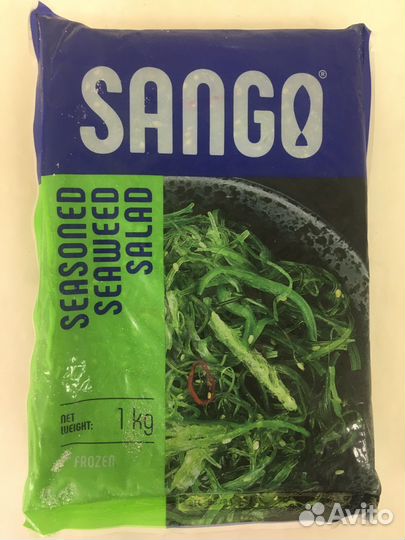 SANGO®
SEASONED
SEAWEED
SALAD
NET
WEIGHT: 1 kg
FROZEN
Avito